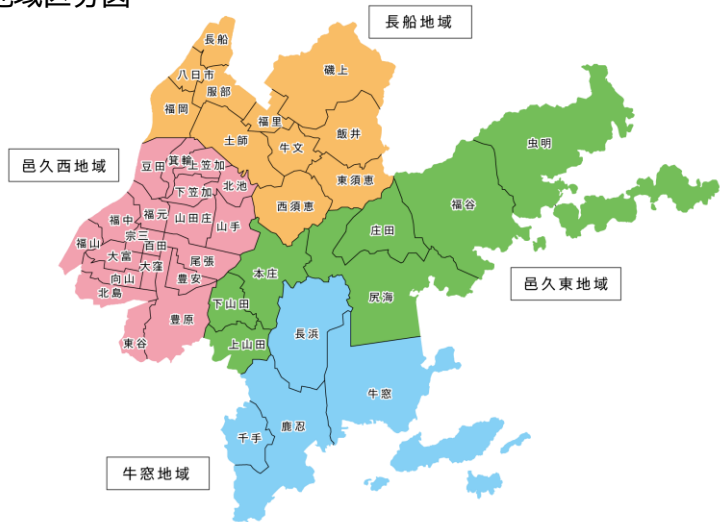 地域区分図
長船地域
長船
磯上
八日市
服部
福岡
福里
飯井
土師
牛文
虫明
邑久西地域
豆田
箕輪
上笠加
東須恵
下笠加
北池
西須恵
福谷
福中
福元
山田庄
山手
庄田
宗三
福山
百田
大富
大窪
尾張
本庄
向山
豊安
邑久東地域
北島
尻海
下山田
豊原
長浜
東谷
上山田
牛窓
鹿忍
千手
牛窓地域